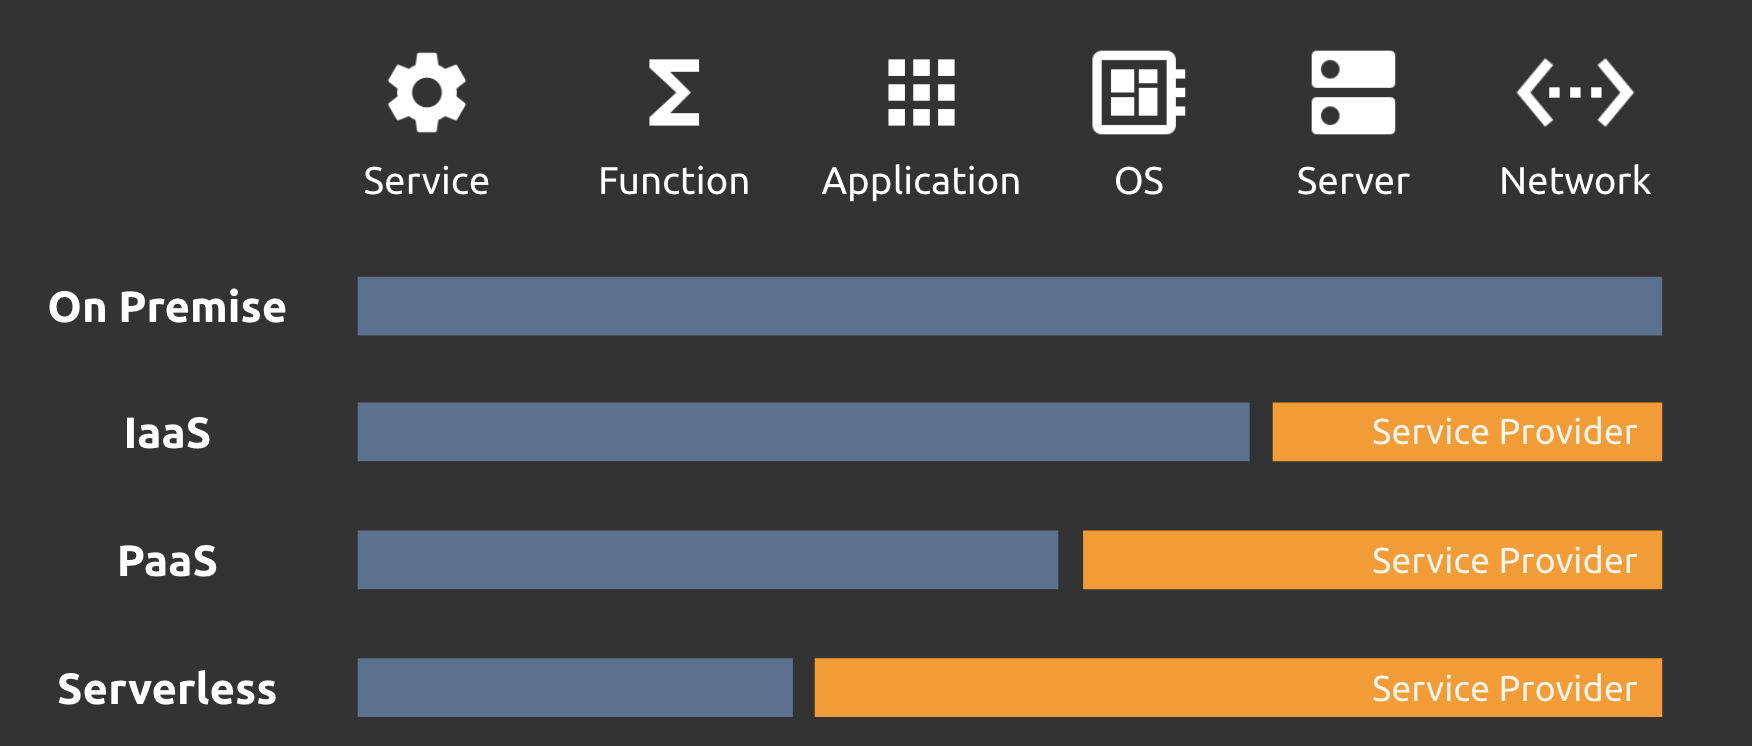 Service
Function
Application
OS
Server
Network
On Premise
IaaS
Service Provider
PaaS
Service Provider
Serverless
Service Provider